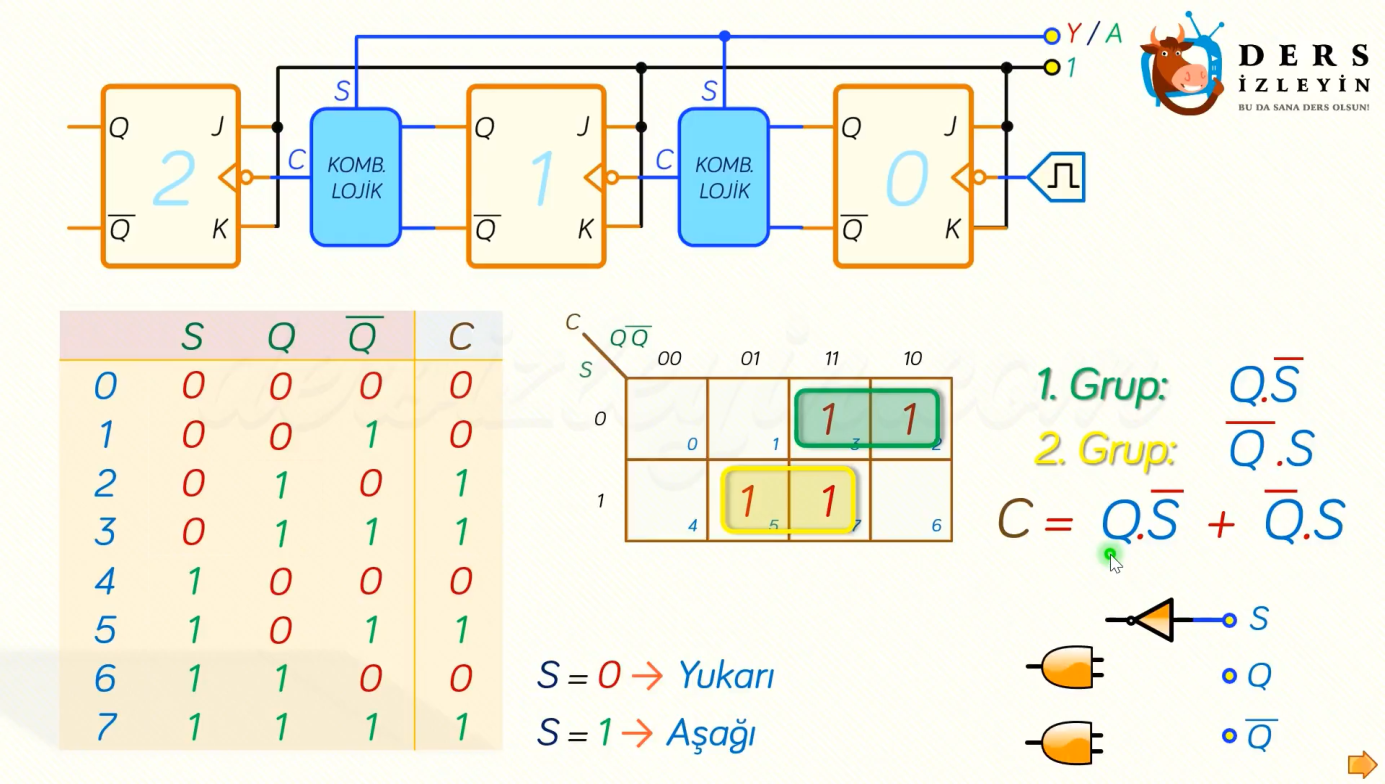 Y / A
1
DERS
İZLEYİN
BU DA SANA DERS OLSUN!
Q J
2
Q̅ K
C S
KOMB.
LOJİK
Q J
1
Q̅ K
C S
KOMB.
LOJİK
Q J
0
Q̅ K
S Q Q̅ C
0 0 0 0 0
1 0 0 1 0
2 0 1 0 1
3 0 1 1 1
4 1 0 0 0
5 1 0 1 1
6 1 1 0 0
7 1 1 1 1
C
QQ̅
S
00 01 11 10
0 1 1
0 1 3 2
1 1 1
4 5 7 6
1. Grup: Q.S̅
2. Grup: Q̅.S
C = Q.S̅ + Q̅.S
S = 0 → Yukarı
S = 1 → Aşağı
S
Q
Q̅